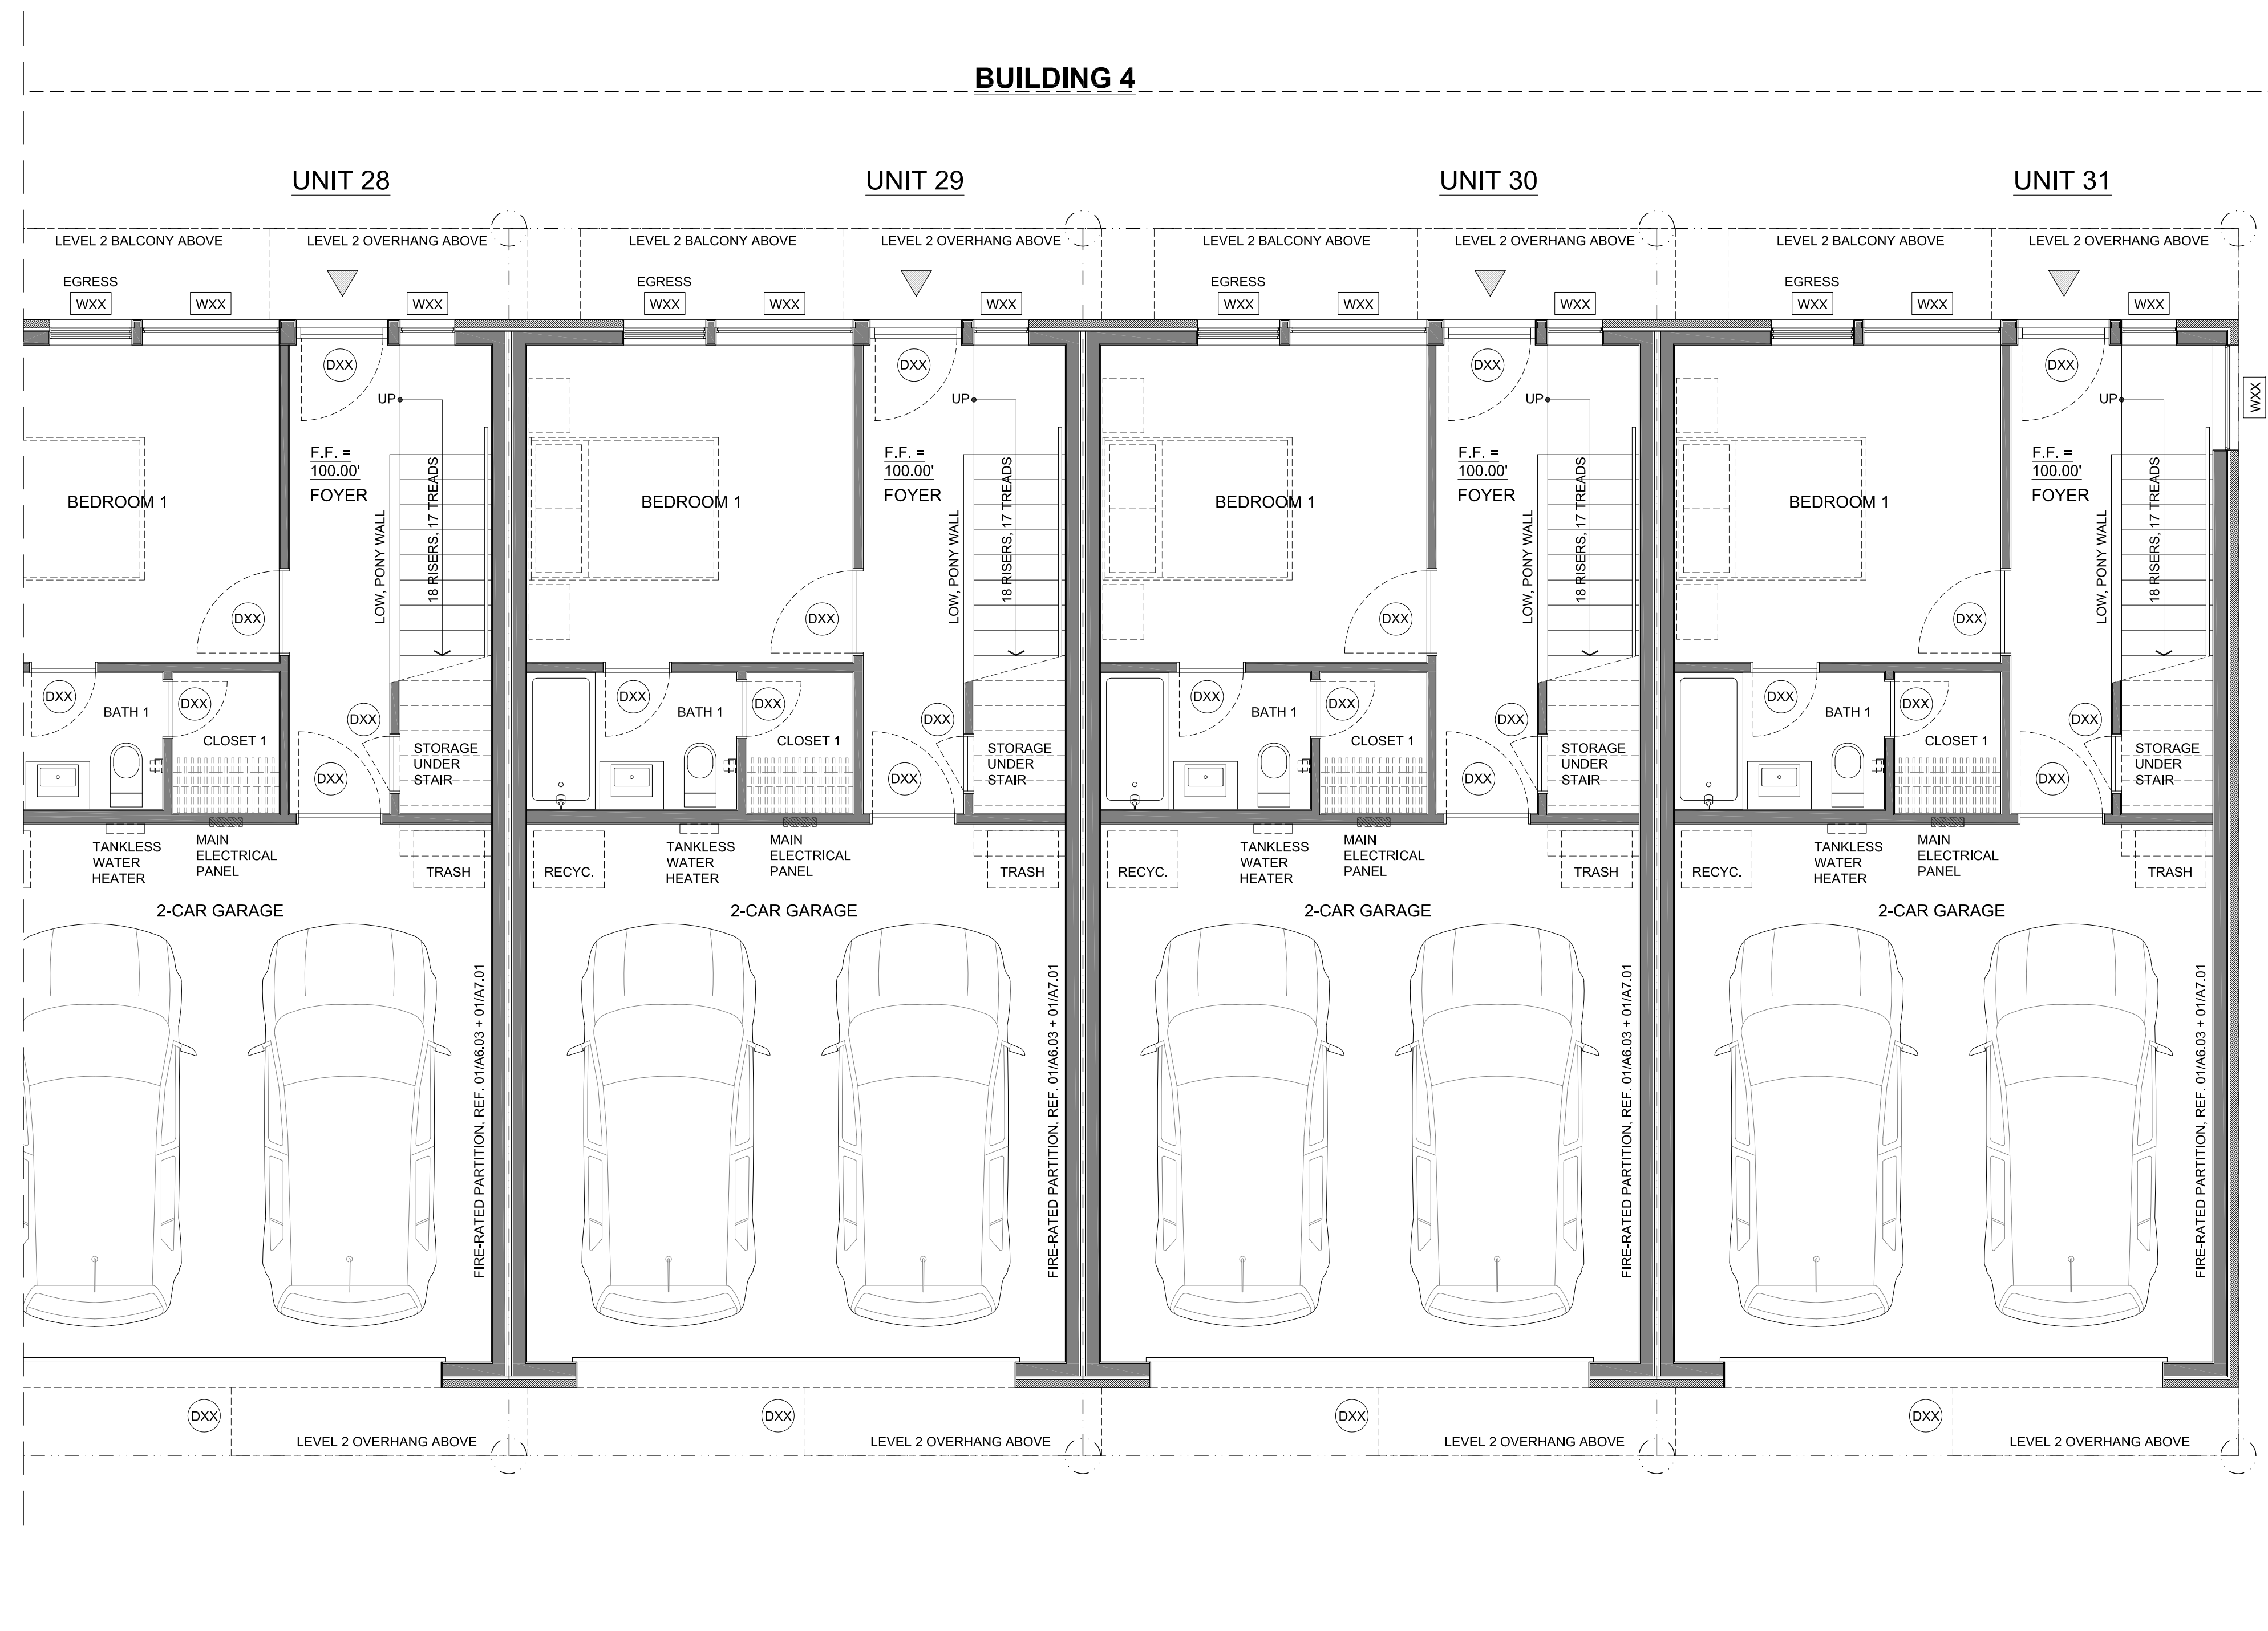 BUILDING 4
UNIT 28
UNIT 29
UNIT 30
UNIT 31
LEVEL 2 BALCONY ABOVE
LEVEL 2 OVERHANG ABOVE
LEVEL 2 BALCONY ABOVE
LEVEL 2 OVERHANG ABOVE
LEVEL 2 BALCONY ABOVE
LEVEL 2 OVERHANG ABOVE
LEVEL 2 BALCONY ABOVE
LEVEL 2 OVERHANG ABOVE
EGRESS
WXX
WXX
WXX
EGRESS
WXX
WXX
WXX
EGRESS
WXX
WXX
WXX
EGRESS
WXX
WXX
WXX
WXX
DXX
UP
F.F. =
100.00'
FOYER
BEDROOM 1
LOW, PONY WALL
18 RISERS, 17 TREADS
DXX
DXX
UP
F.F. =
100.00'
FOYER
BEDROOM 1
LOW, PONY WALL
18 RISERS, 17 TREADS
DXX
DXX
UP
F.F. =
100.00'
FOYER
BEDROOM 1
LOW, PONY WALL
18 RISERS, 17 TREADS
DXX
DXX
UP
F.F. =
100.00'
FOYER
BEDROOM 1
LOW, PONY WALL
18 RISERS, 17 TREADS
DXX
DXX
BATH 1
DXX
CLOSET 1
DXX
DXX
STORAGE
UNDER
STAIR
DXX
BATH 1
DXX
CLOSET 1
DXX
DXX
STORAGE
UNDER
STAIR
DXX
BATH 1
DXX
CLOSET 1
DXX
DXX
STORAGE
UNDER
STAIR
DXX
BATH 1
DXX
CLOSET 1
DXX
DXX
STORAGE
UNDER
STAIR
TANKLESS
WATER
HEATER
MAIN
ELECTRICAL
PANEL
TRASH
RECYC.
TANKLESS
WATER
HEATER
MAIN
ELECTRICAL
PANEL
TRASH
RECYC.
TANKLESS
WATER
HEATER
MAIN
ELECTRICAL
PANEL
TRASH
RECYC.
TANKLESS
WATER
HEATER
MAIN
ELECTRICAL
PANEL
TRASH
2-CAR GARAGE
2-CAR GARAGE
2-CAR GARAGE
2-CAR GARAGE
FIRE-RATED PARTITION, REF. 01/A6.03 + 01/A7.01
FIRE-RATED PARTITION, REF. 01/A6.03 + 01/A7.01
FIRE-RATED PARTITION, REF. 01/A6.03 + 01/A7.01
FIRE-RATED PARTITION, REF. 01/A6.03 + 01/A7.01
DXX
DXX
DXX
DXX
LEVEL 2 OVERHANG ABOVE
LEVEL 2 OVERHANG ABOVE
LEVEL 2 OVERHANG ABOVE
LEVEL 2 OVERHANG ABOVE